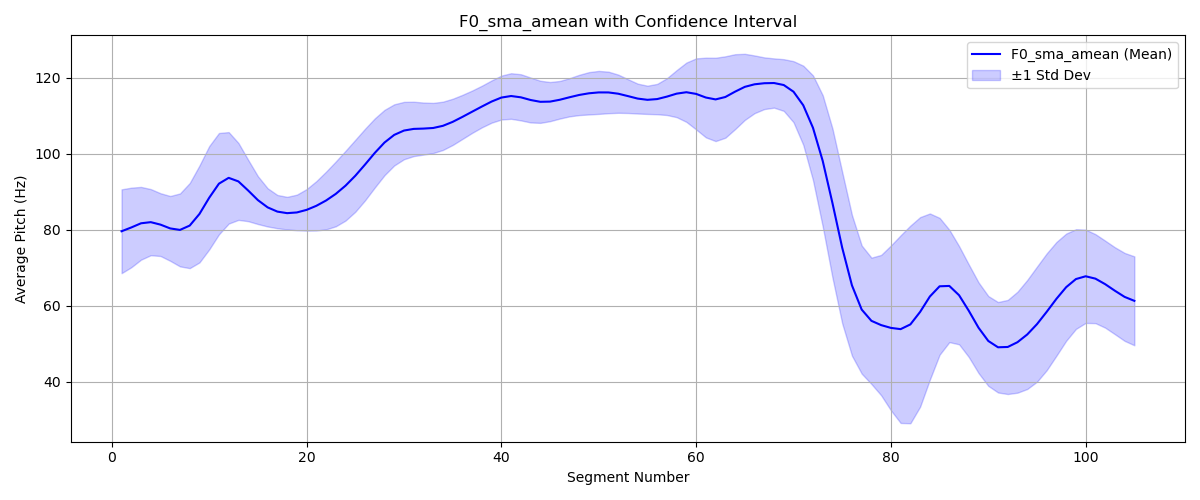 F0_sma_amean with Confidence Interval
F0_sma_amean (Mean)
±1 Std Dev
Average Pitch (Hz)
120
100
80
60
40
0 20 40 60 80 100
Segment Number